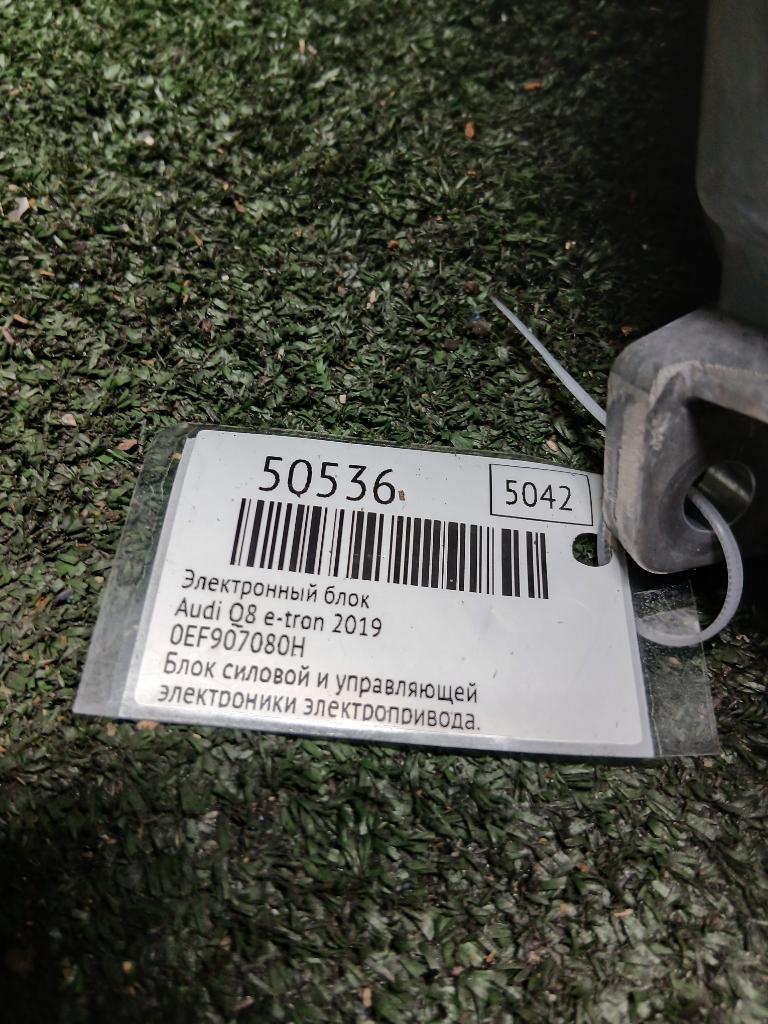 50536
5042
Электронный блок
Audi Q8 e-tron 2019
0EF907080H
Блок силовой и управляющей
электроники электропривода.